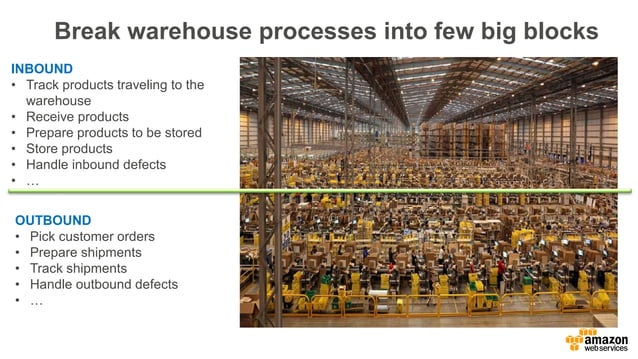 Break warehouse processes into few big blocks
INBOUND
• Track products traveling to the
warehouse
• Receive products
• Prepare products to be stored
• Store products
• Handle inbound defects
• …
OUTBOUND
• Pick customer orders
• Prepare shipments
• Track shipments
• Handle outbound defects
• …
amazon
webservices